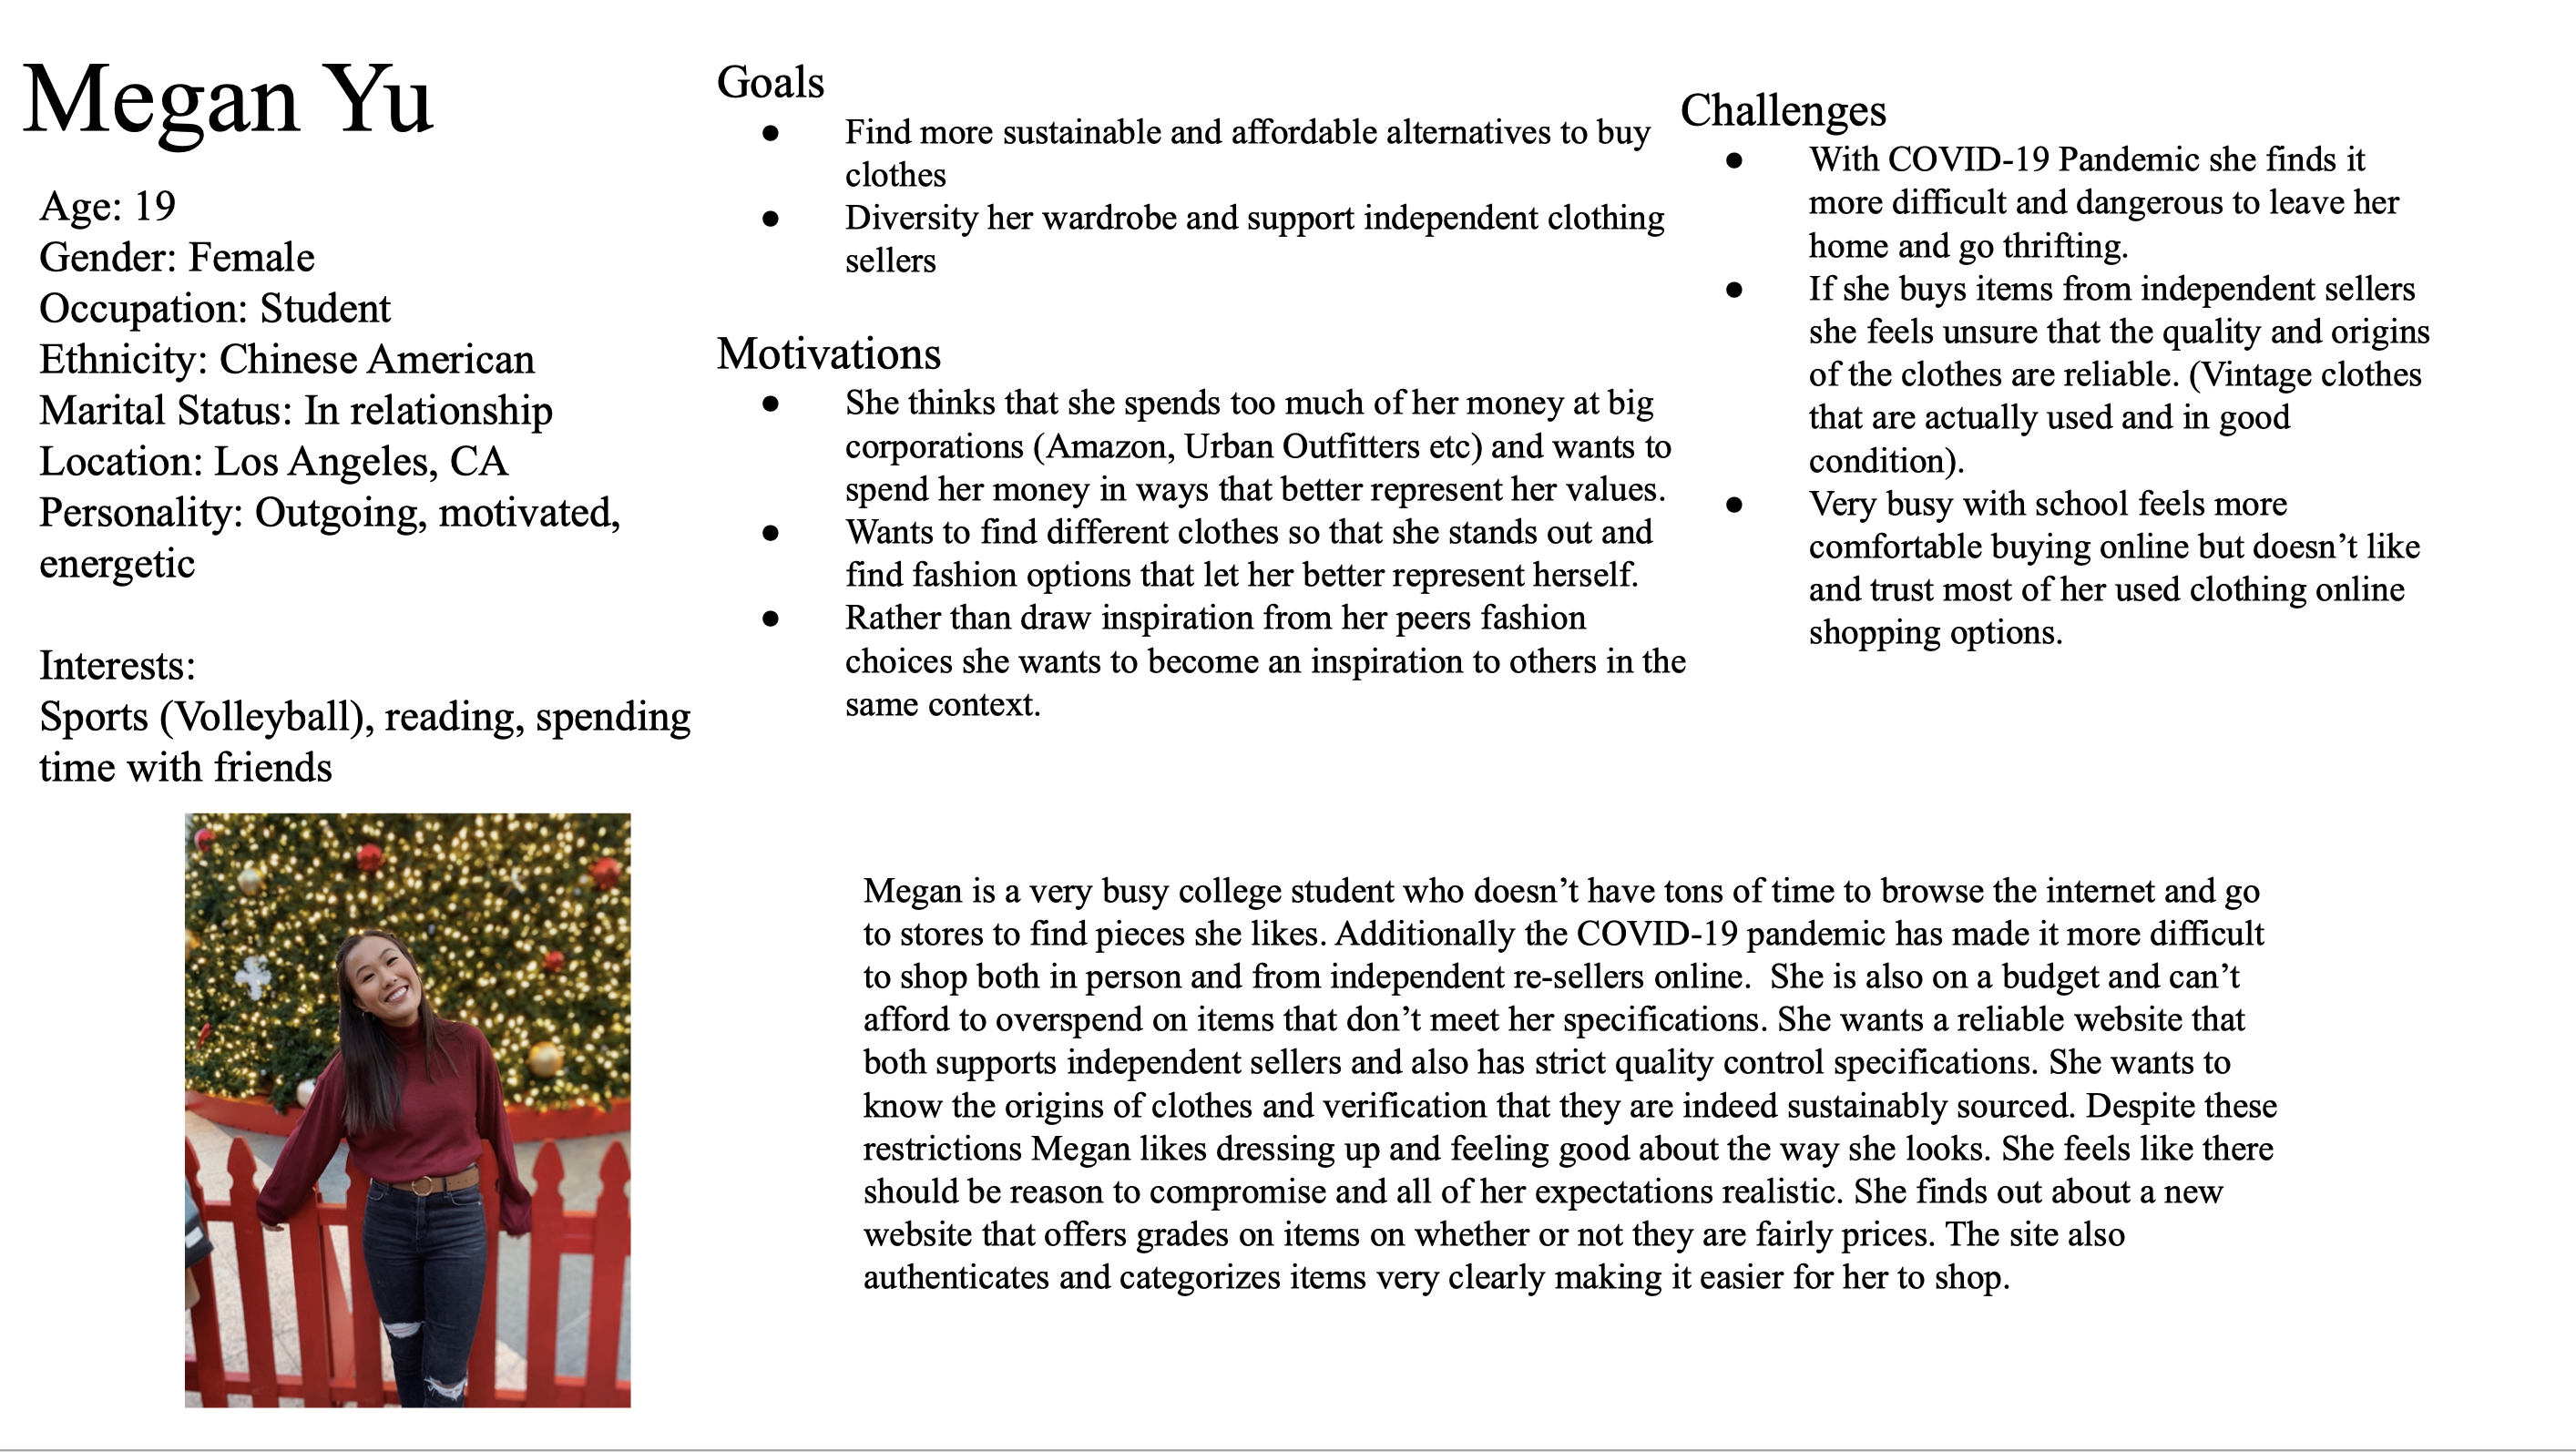 Megan Yu
Age: 19
Gender: Female
Occupation: Student
Ethnicity: Chinese American
Marital Status: In relationship
Location: Los Angeles, CA
Personality: Outgoing, motivated,
energetic
Interests:
Sports (Volleyball), reading, spending
time with friends
Goals
● Find more sustainable and affordable alternatives to buy
clothes
● Diversity her wardrobe and support independent clothing
sellers
Motivations
● She thinks that she spends too much of her money at big
corporations (Amazon, Urban Outfitters etc) and wants to
spend her money in ways that better represent her values.
● Wants to find different clothes so that she stands out and
find fashion options that let her better represent herself.
● Rather than draw inspiration from her peers fashion
choices she wants to become an inspiration to others in the
same context.
Challenges
● With COVID-19 Pandemic she finds it
more difficult and dangerous to leave her
home and go thrifting.
● If she buys items from independent sellers
she feels unsure that the quality and origins
of the clothes are reliable. (Vintage clothes
that are actually used and in good
condition).
● Very busy with school feels more
comfortable buying online but doesn’t like
and trust most of her used clothing online
shopping options.
Megan is a very busy college student who doesn’t have tons of time to browse the internet and go
to stores to find pieces she likes. Additionally the COVID-19 pandemic has made it more difficult
to shop both in person and from independent re-sellers online.  She is also on a budget and can’t
afford to overspend on items that don’t meet her specifications. She wants a reliable website that
both supports independent sellers and also has strict quality control specifications. She wants to
know the origins of clothes and verification that they are indeed sustainably sourced. Despite these
restrictions Megan likes dressing up and feeling good about the way she looks. She feels like there
should be reason to compromise and all of her expectations realistic. She finds out about a new
website that offers grades on items on whether or not they are fairly prices. The site also
authenticates and categorizes items very clearly making it easier for her to shop.